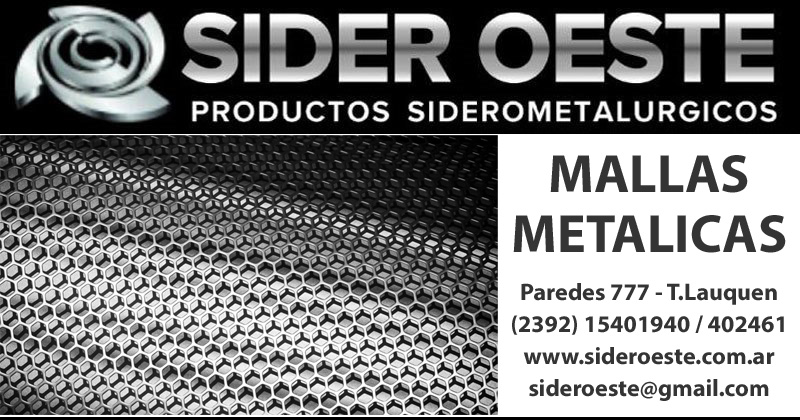 SIDER OESTE
PRODUCTOS SIDEROMETALURGICOS
MALLAS
METALICAS
Paredes 777 - T.Lauquen
(2392) 15401940 / 402461
www.sideroeste.com.ar
sideroeste@gmail.com